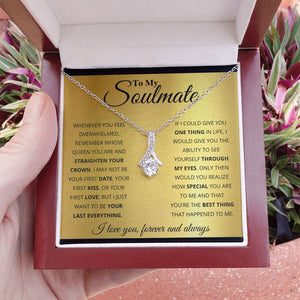 To My
Soulmate
WHENEVER YOU FEEL
OVERWHELMED,
REMEMBER WHOSE
QUEEN YOU ARE AND
STRAIGHTEN YOUR
CROWN. I MAY NOT BE
YOUR FIRST DATE, YOUR
FIRST KISS, OR YOUR
FIRST LOVE BUT I JUST
WANT TO BE YOUR
LAST EVERYTHING.
IF I COULD GIVE YOU
ONE THING IN LIFE, I
WOULD GIVE YOU THE
ABILITY TO SEE
YOURSELF THROUGH
MY EYES, ONLY THEN
WOULD YOU REALIZE
HOW SPECIAL YOU ARE
TO ME AND THAT
YOU'RE THE BEST THING
THAT HAPPENED TO ME.
I love you, forever and always